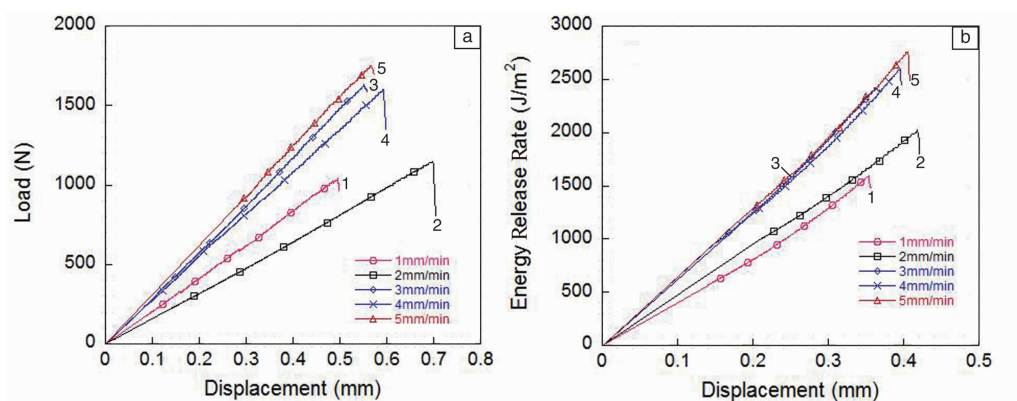 a
2000
1500
1000
500
0
Load (N)
5
3
4
1
2
1mm/min
2mm/min
3mm/min
4mm/min
5mm/min
0 0.1 0.2 0.3 0.4 0.5 0.6 0.7 0.8
Displacement (mm)
b
3000
2500
2000
1500
1000
500
0
Energy Release Rate (J/m²)
5
4
3
2
1
1mm/min
2mm/min
3mm/min
4mm/min
5mm/min
0 0.1 0.2 0.3 0.4 0.5
Displacement (mm)